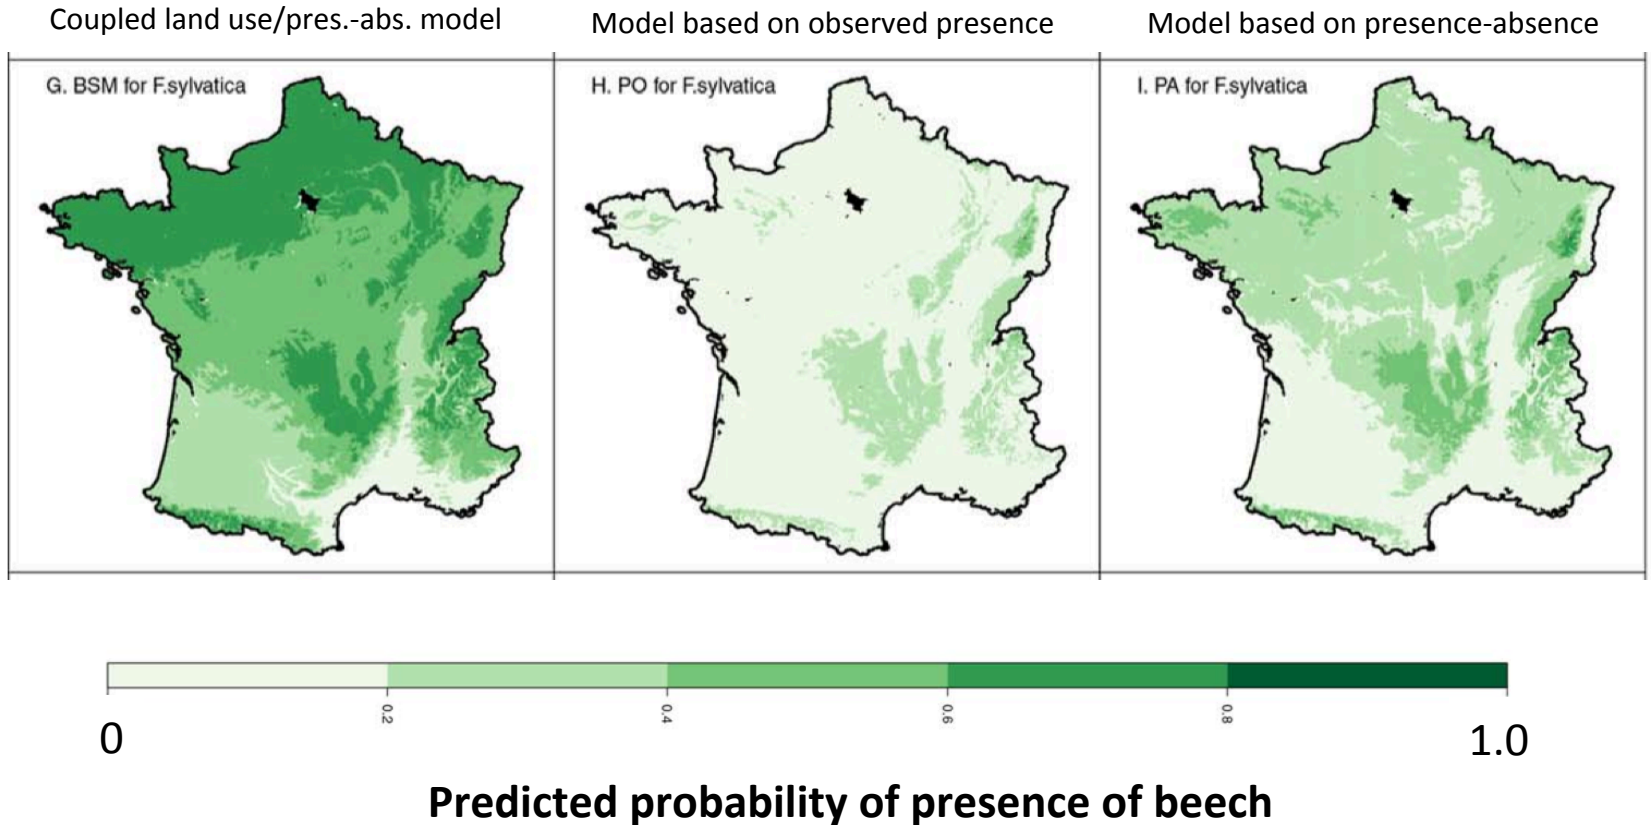 Coupled land use/pres.-abs. model
Model based on observed presence
Model based on presence-absence
G. BSM for F.sylvatica
H. PO for F.sylvatica
I. PA for F.sylvatica
0.2
0.4
0.6
0.8
0
1.0
Predicted probability of presence of beech